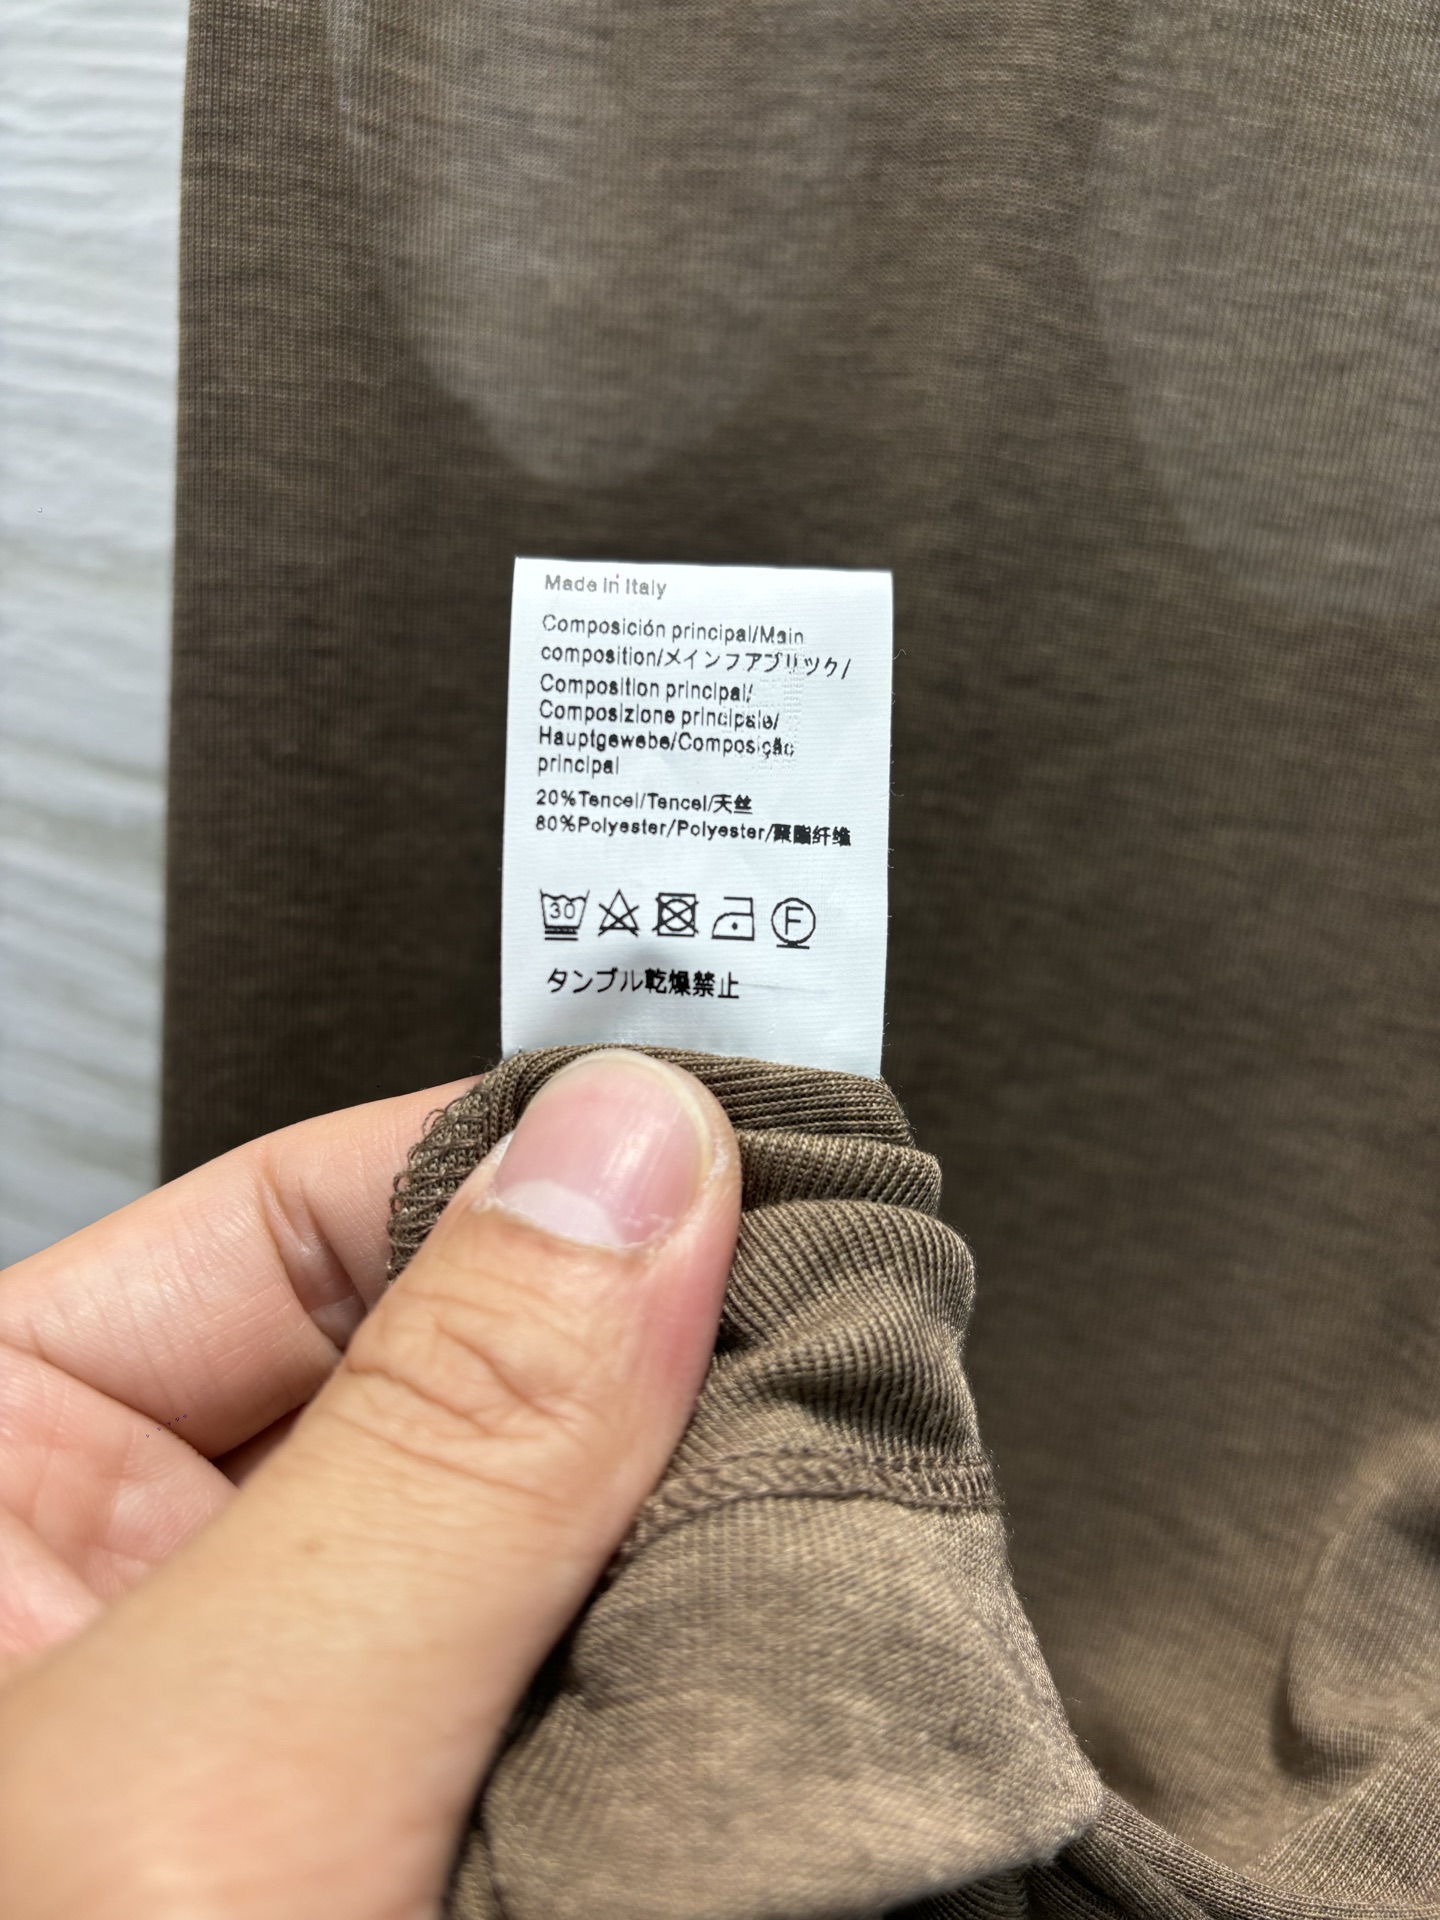 Made in Italy
Composición principal/Main
composition/メインファブリック/
Composition principal/
Composizione principale/
Hauptgewebe/Composição
principal
20%Tencel/Tencel/天丝
80%Polyester/Polyester/聚酯纤维
30 F
タンブル乾燥禁止